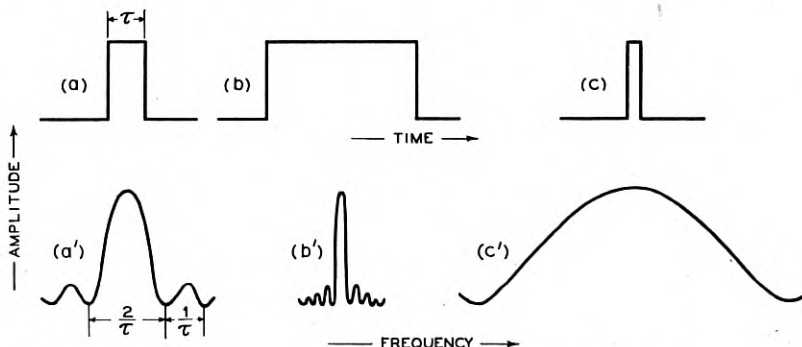 τ
(a)
(b)
(c)
TIME
AMPLITUDE
(a′)
(b′)
(c′)
2/τ
1/τ
FREQUENCY